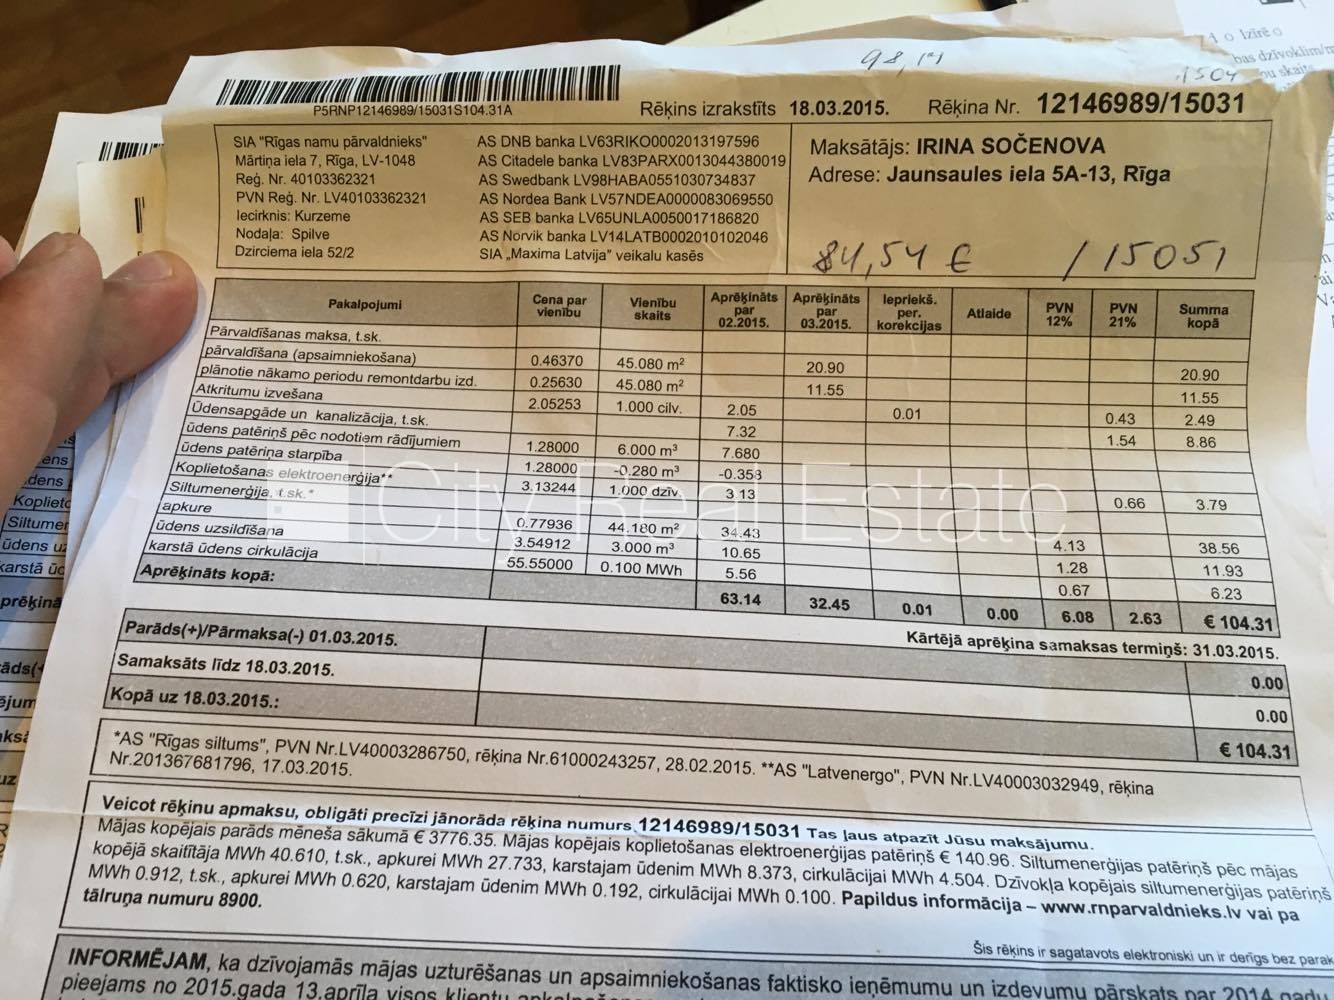 98,14
1504
o Izīrē o
P5RNP12146989/15031S104.31A
Rēķins izrakstīts 18.03.2015. Rēķina Nr. 12146989/15031
SIA "Rīgas namu pārvaldnieks"
Mārtiņa iela 7, Rīga, LV-1048
Reģ. Nr. 40103362321
PVN Reģ. Nr. LV40103362321
Iecirknis: Kurzeme
Nodaļa: Spilve
Dzirciema iela 52/2
AS DNB banka LV63RIKO0002013197596
AS Citadele banka LV83PARX0013044380019
AS Swedbank LV98HABA0551030734837
AS Nordea Bank LV57NDEA0000083069550
AS SEB banka LV65UNLA0050017186820
AS Norvik banka LV14LATB0002010102046
SIA „Maxima Latvija" veikalu kasēs
Maksātājs: IRINA SOČENOVA
Adrese: Jaunsaules iela 5A-13, Rīga
84,54 € /15051
Pakalpojumi Cena par vienību Vienību skaits Aprēķināts par 02.2015. Aprēķināts par 03.2015. Iepriekš. per. korekcijas Atlaide PVN 12% PVN 21% Summa kopā
Pārvaldīšanas maksa, t.sk.
pārvaldīšana (apsaimniekošana) 0.46370 45.080 m² 20.90 20.90
plānotie nākamo periodu remontdarbu izd. 0.25630 45.080 m² 11.55 11.55
Atkritumu izvešana 2.05253 1.000 cilv. 2.05 0.01 0.43 2.49
Ūdensapgāde un kanalizācija, t.sk. 7.32 1.54 8.86
ūdens patēriņš pēc nodotiem rādījumiem 1.28000 6.000 m³ 7.680
ūdens patēriņa starpība 1.28000 -0.280 m³ -0.358
Koplietošanas elektroenerģija** 3.13244 1.000 dzīv. 3.13 0.66 3.79
Siltumenerģija, t.sk.*
apkure 0.77936 44.180 m² 34.43 4.13 38.56
ūdens uzsildīšana 3.54912 3.000 m³ 10.65 1.28 11.93
karstā ūdens cirkulācija 55.55000 0.100 MWh 5.56 0.67 6.23
Aprēķināts kopā: 63.14 32.45 0.01 0.00 6.08 2.63 € 104.31
Kārtējā aprēķina samaksas termiņš: 31.03.2015.
Parāds(+)/Pārmaksa(-) 01.03.2015. 0.00
Samaksāts līdz 18.03.2015. 0.00
Kopā uz 18.03.2015.: € 104.31
*AS "Rīgas siltums", PVN Nr.LV40003286750, rēķina Nr.61000243257, 28.02.2015. **AS "Latvenergo", PVN Nr.LV40003032949, rēķina
Nr.201367681796, 17.03.2015.
Veicot rēķinu apmaksu, obligāti precīzi jānorāda rēķina numurs 12146989/15031 Tas ļaus atpazīt Jūsu maksājumu.
Mājas kopējais parāds mēneša sākumā € 3776.35. Mājas kopējais koplietošanas elektroenerģijas patēriņš € 140.96. Siltumenerģijas patēriņš pēc mājas
kopējā skaitītāja MWh 40.610, t.sk., apkurei MWh 27.733, karstajam ūdenim MWh 8.373, cirkulācijai MWh 4.504. Dzīvokļa kopējais siltumenerģijas patēriņš
MWh 0.912, t.sk., apkurei MWh 0.620, karstajam ūdenim MWh 0.192, cirkulācijai MWh 0.100. Papildus informācija – www.rnparvaldnieks.lv vai pa
tālruņa numuru 8900.
Šis rēķins ir sagatavots elektroniski un ir derīgs bez parak
INFORMĒJAM, ka dzīvojamās mājas uzturēšanas un apsaimniekošanas faktisko ieņēmumu un izdevumu pārskats par 2014.gadu
pieejams no 2015.gada 13.aprīļa visos klientu
City Real Estate